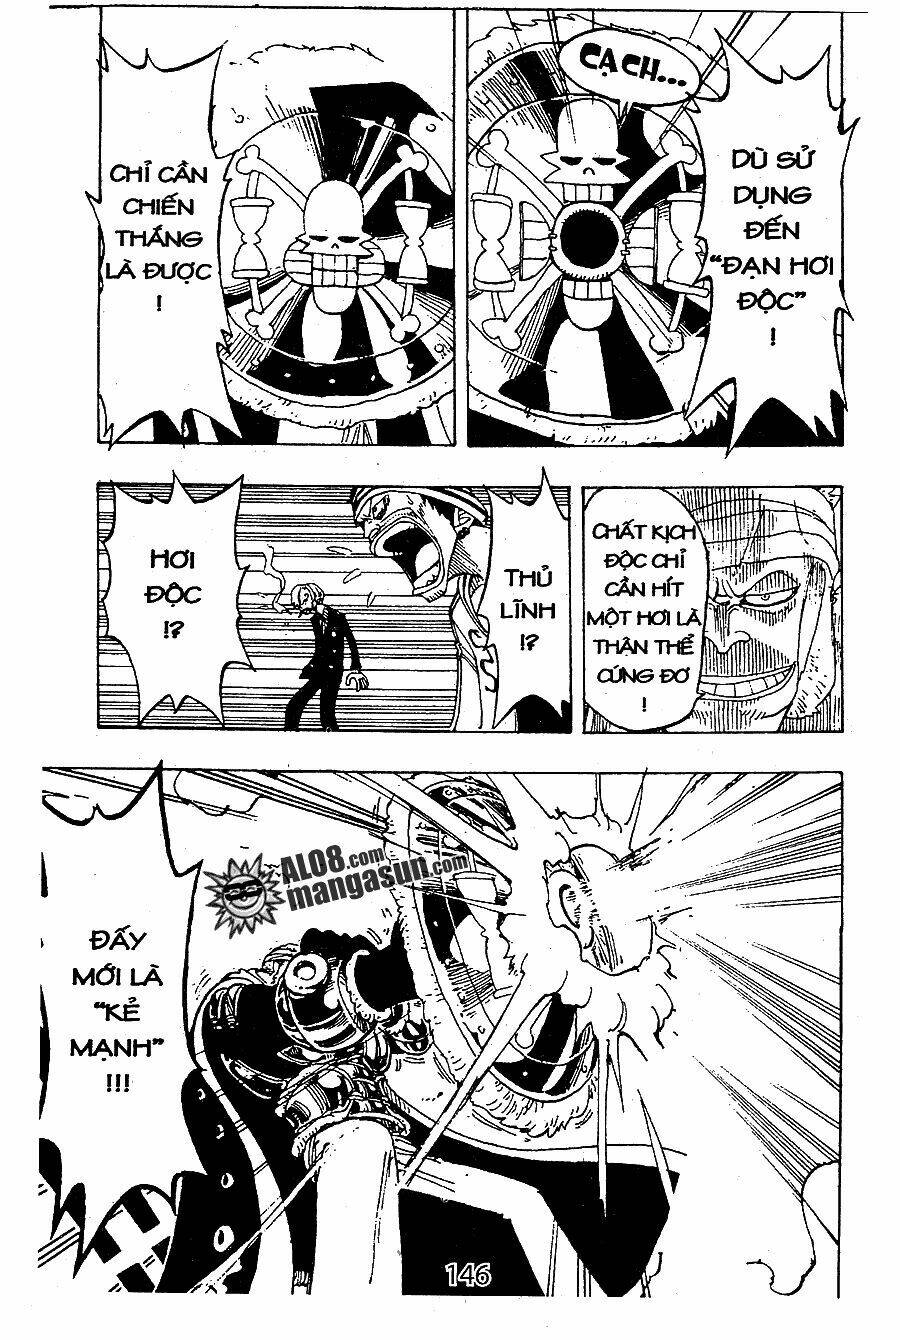 CẠCH...
DÙ SỬ
DỤNG
ĐẾN
"ĐẠN HƠI
ĐỘC"
!
CHỈ CẦN
CHIẾN
THẮNG
LÀ ĐƯỢC
!
CHẤT KỊCH
ĐỘC CHỈ
CẦN HÍT
MỘT HƠI LÀ
THÂN THỂ
CỨNG ĐƠ
!
THỦ
LĨNH
!?
HƠI
ĐỘC
!?
ALO8.com
mangasun.com
ĐẤY
MỚI LÀ
"KẺ
MẠNH"
!!!
146